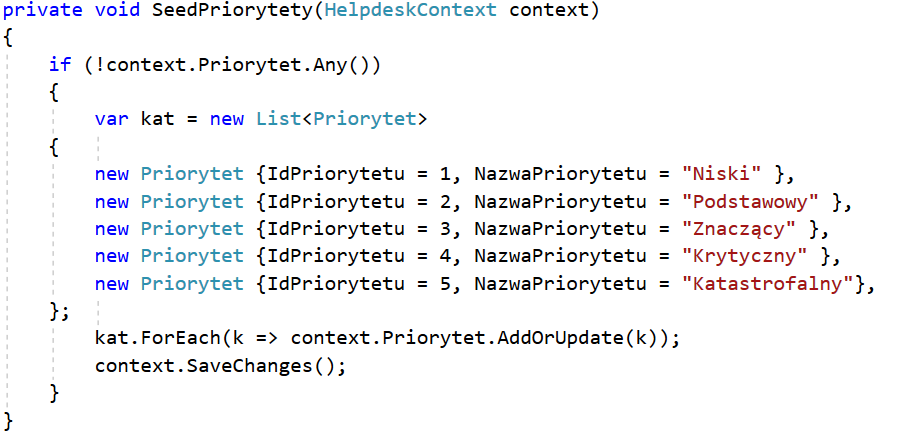 private void SeedPriorytety(HelpdeskContext context)
{
    if (!context.Priorytet.Any())
    {
        var kat = new List<Priorytet>
    {
        new Priorytet {IdPriorytetu = 1, NazwaPriorytetu = "Niski" },
        new Priorytet {IdPriorytetu = 2, NazwaPriorytetu = "Podstawowy" },
        new Priorytet {IdPriorytetu = 3, NazwaPriorytetu = "Znaczący" },
        new Priorytet {IdPriorytetu = 4, NazwaPriorytetu = "Krytyczny" },
        new Priorytet {IdPriorytetu = 5, NazwaPriorytetu = "Katastrofalny"},
    };
        kat.ForEach(k => context.Priorytet.AddOrUpdate(k));
        context.SaveChanges();
    }
}